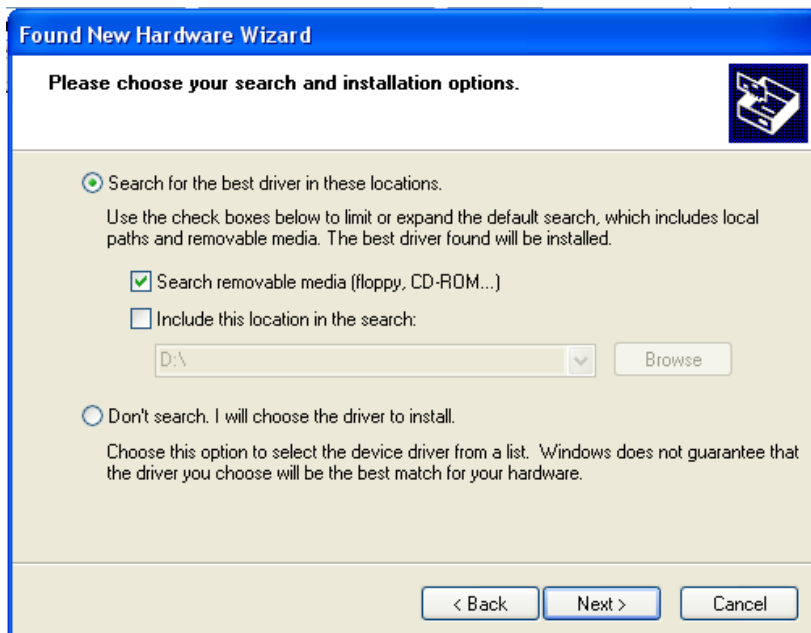 Found New Hardware Wizard
Please choose your search and installation options.
Search for the best driver in these locations.
Use the check boxes below to limit or expand the default search, which includes local
paths and removable media. The best driver found will be installed.
Search removable media (floppy, CD-ROM...)
Include this location in the search:
D:\
Browse
Don't search. I will choose the driver to install.
Choose this option to select the device driver from a list.  Windows does not guarantee that
the driver you choose will be the best match for your hardware.
< Back
Next >
Cancel